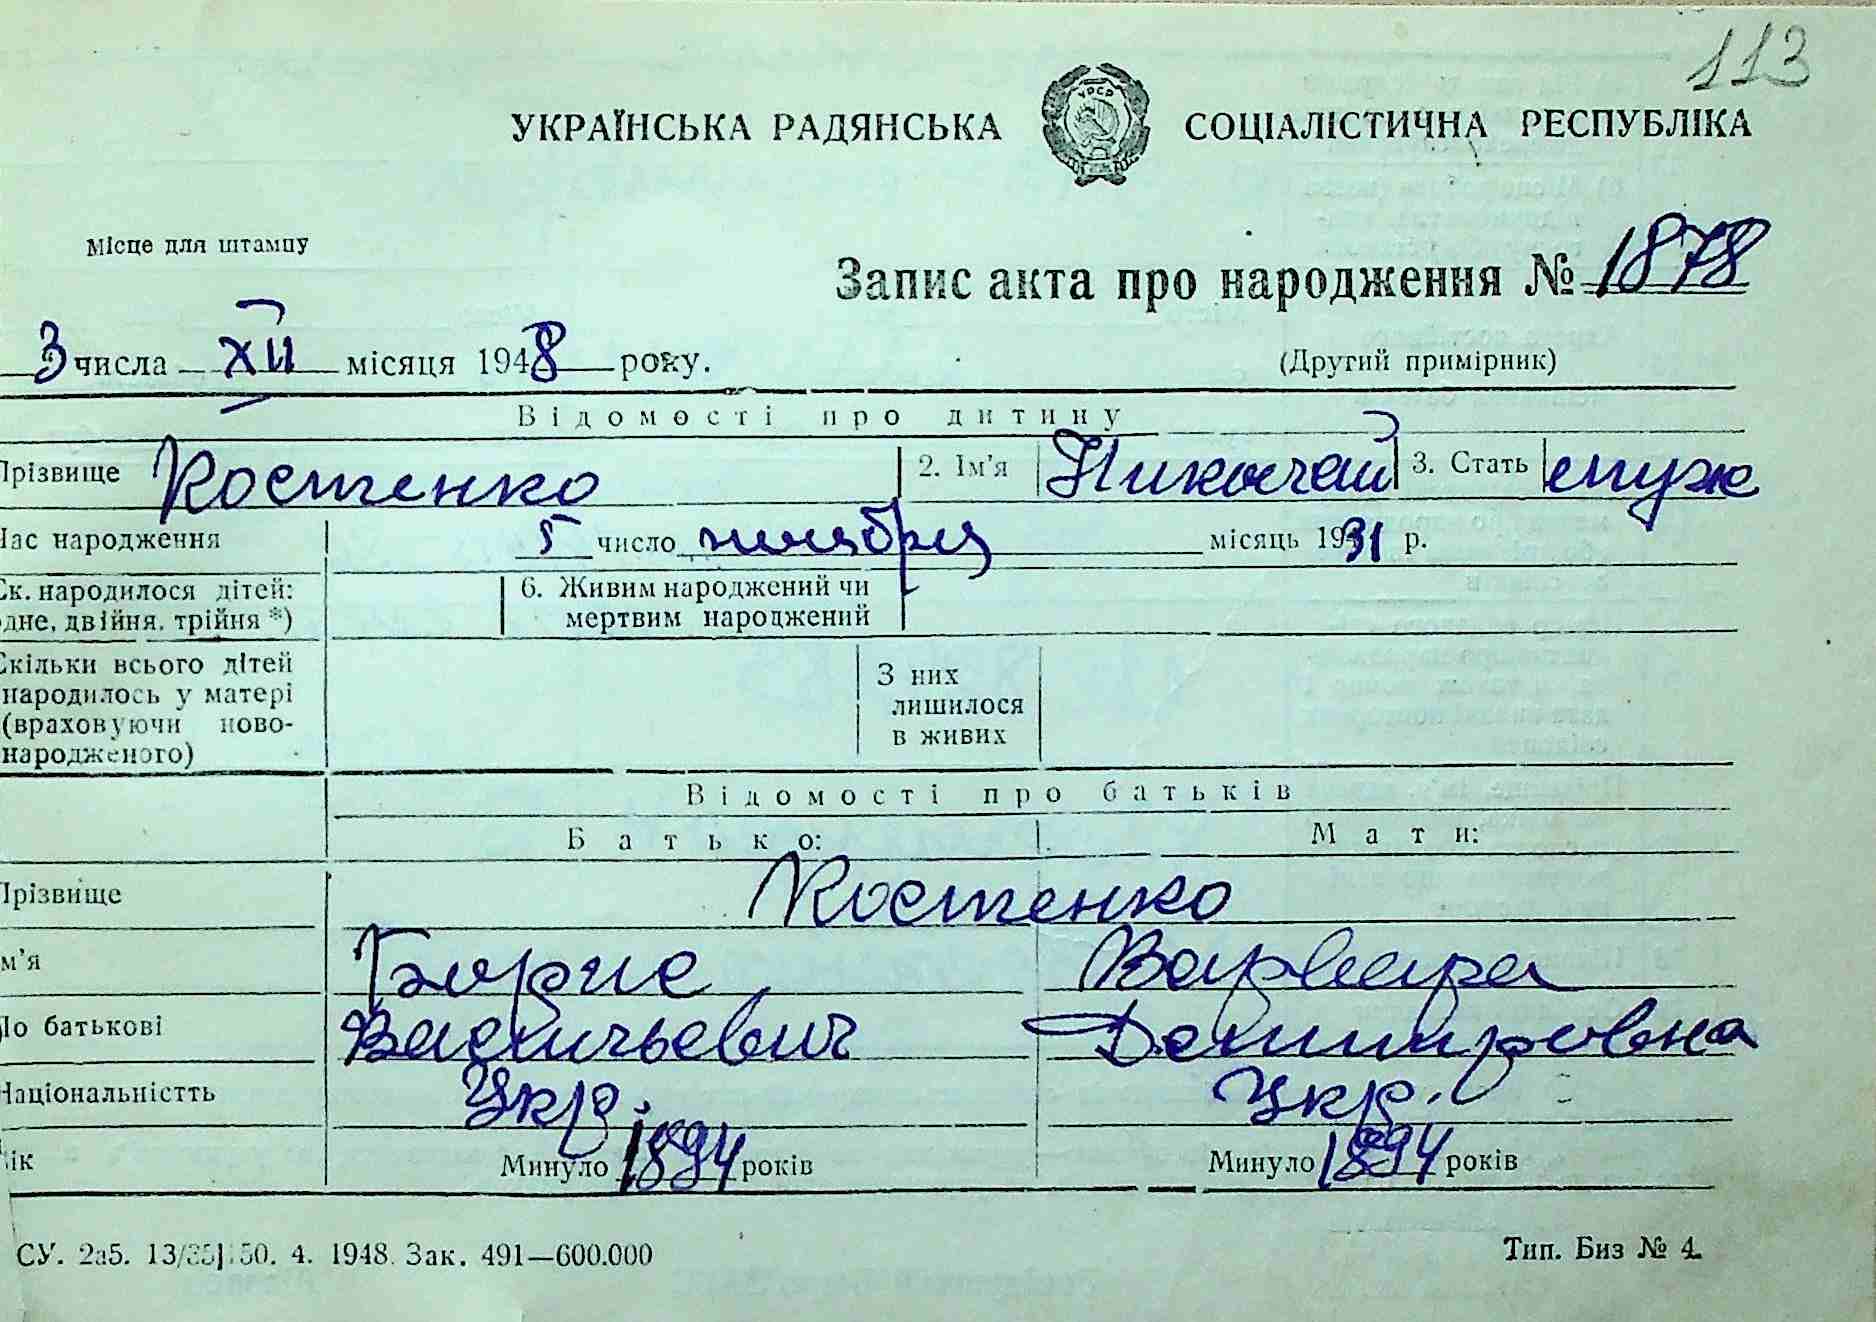 113
УКРАЇНСЬКА РАДЯНСЬКА СОЦІАЛІСТИЧНА РЕСПУБЛІКА
УРСР
Місце для штампу
Запис акта про народження № 1878
3 числа XII місяця 1948 року.
(Другий примірник)
Відомості про дитину
Прізвище Костенко 2. Ім'я Николай 3. Стать муж
Час народження 5 число ноября місяць 1931 р.
Ск. народилося дітей: 6. Живим народжений чи
одне, двійня, трійня *) мертвим народжений
Скільки всього дітей З них
народилось у матері лишилося
(враховуючи ново- в живих
народженого)
Відомості про батьків
Батько: Мати:
Прізвище Костенко
Ім'я Борис Варвара
По батькові Васильевич
Національністть Укр. Укр.
Вік Минуло 1894 років Минуло 1894 років
СУ. 2а5. 13/35|:50. 4. 1948. Зак. 491—600.000 Тип. Биз № 4.